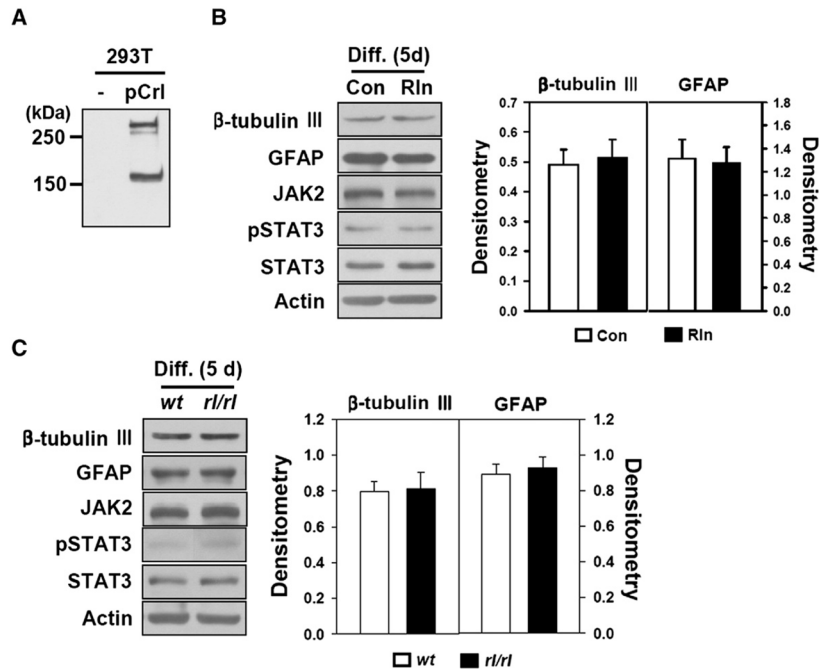 A
293T
- pCrl
(kDa)
250
150
B
Diff. (5d)
Con Rln
β-tubulin III
GFAP
JAK2
pSTAT3
STAT3
Actin
β-tubulin III GFAP
Densitometry
0.7
0.6
0.5
0.4
0.3
0.2
0.1
0.0
1.8
1.6
1.4
1.2
1.0
0.8
0.6
0.4
0.2
0.0
Densitometry
Con Rln
C
Diff. (5 d)
wt rl/rl
β-tubulin III
GFAP
JAK2
pSTAT3
STAT3
Actin
β-tubulin III GFAP
Densitometry
1.2
1.0
0.8
0.6
0.4
0.2
0.0
1.2
1.0
0.8
0.6
0.4
0.2
0.0
Densitometry
wt rl/rl